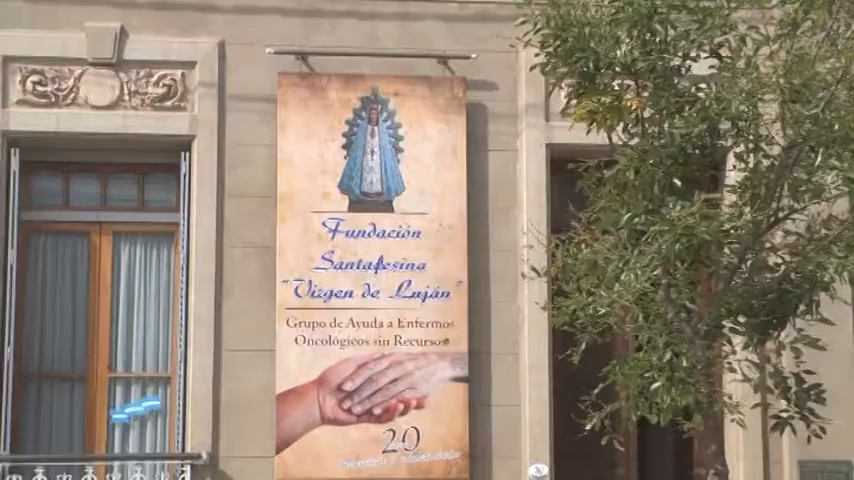 Fundación
Santafesina
"Virgen de Luján"
Grupo de Ayuda a Enfermos
Oncológicos sin Recursos
20